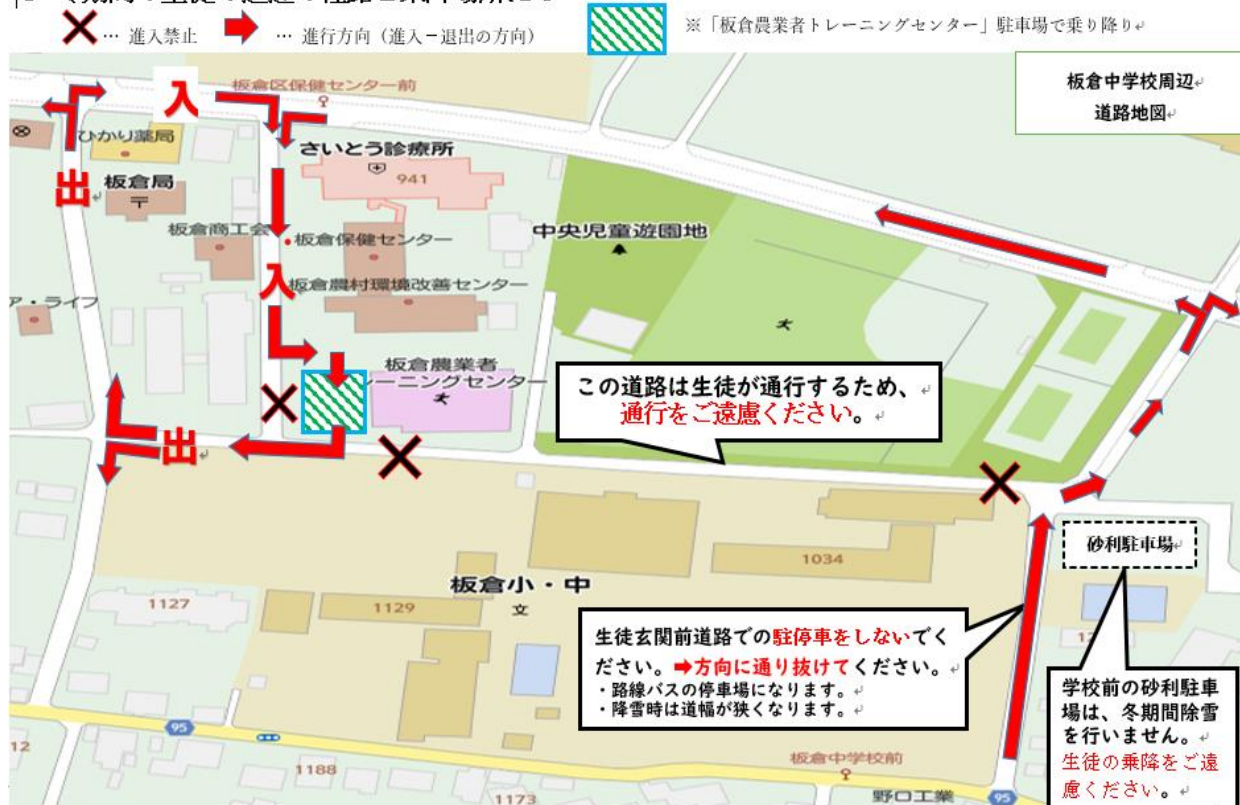 … 進入禁止
… 進行方向(進入-退出の方向)
※「板倉農業者トレーニングセンター」駐車場で乗り降り
板倉中学校周辺
道路地図
入
板倉区保健センター前
ひかり薬局
さいとう診療所
941
出
板倉局
板倉商工会
板倉保健センター
中央児童遊園地
入
板倉農村環境改善センター
ア・ライフ
板倉農業者
レーニングセンター
この道路は生徒が通行するため、
通行をご遠慮ください。
出
砂利駐車場
1034
板倉小・中
文
1127
1129
生徒玄関前道路での駐停車をしないでく
ださい。➡方向に通り抜けてください。
・路線バスの停車場になります。
・降雪時は道幅が狭くなります。
学校前の砂利駐車
場は、冬期間除雪
を行いません。
生徒の乗降をご遠
慮ください。
95
12
1188
板倉中学校前
1173
野口工業
95